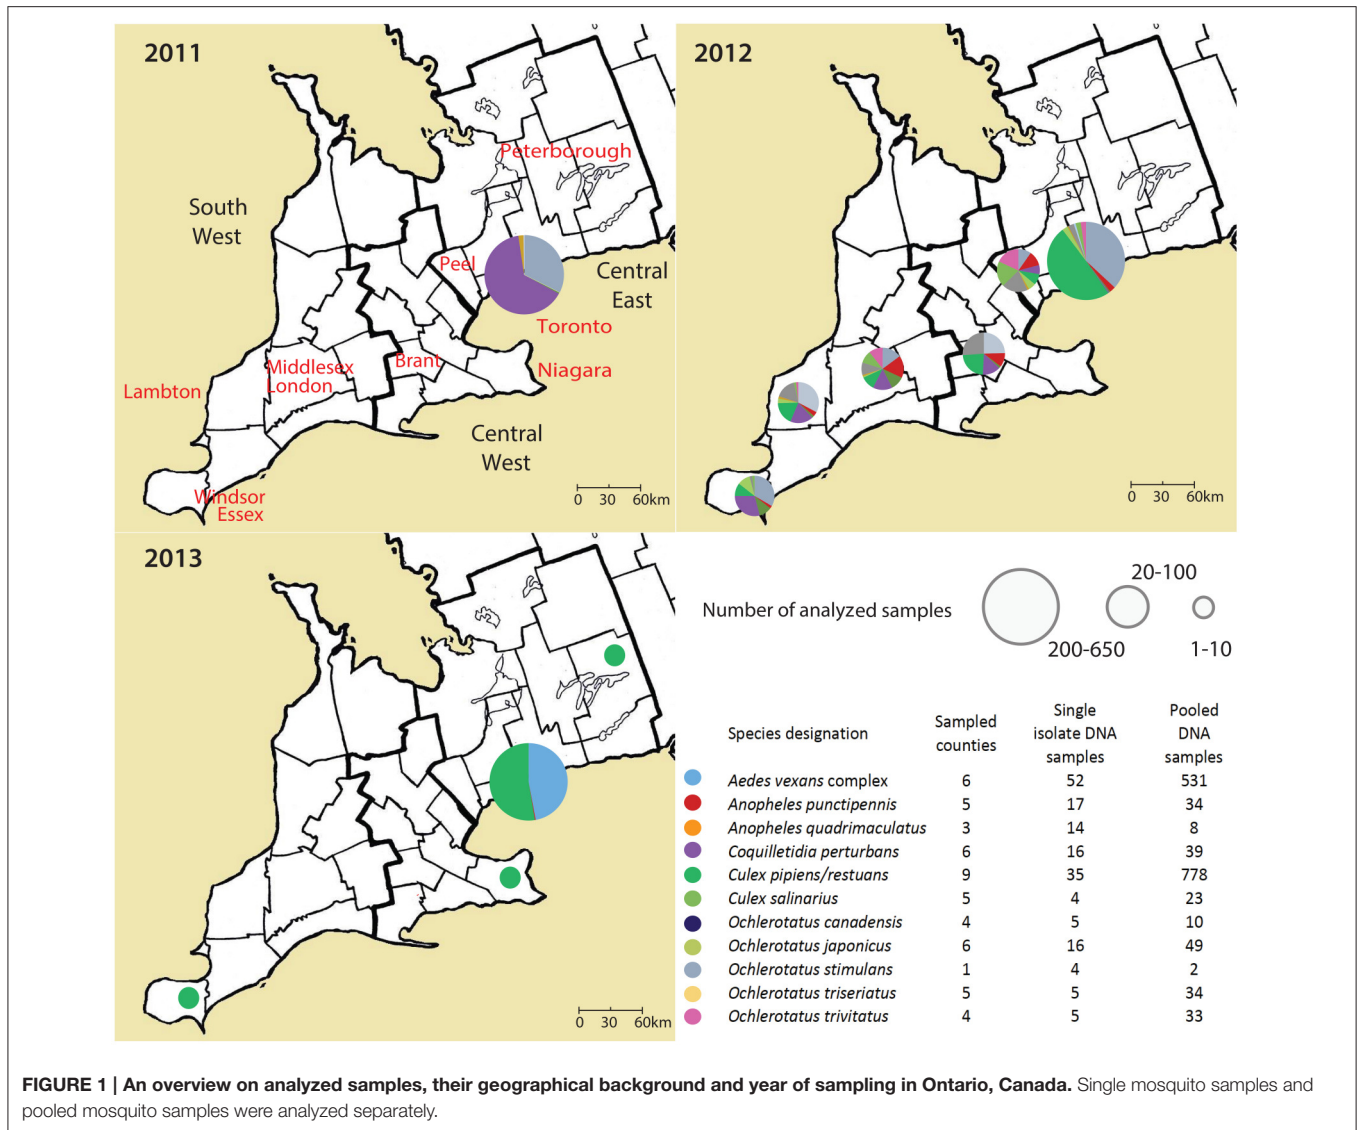 2011
Peterborough
South
West
Peel
Central
East
Toronto
Middlesex
London
Brant
Niagara
Lambton
Central
West
Windsor
Essex
0 30 60km
2012
0 30 60km
2013
0 30 60km
Number of analyzed samples
20-100
200-650
1-10
Species designation
Sampled
counties
Single
isolate DNA
samples
Pooled
DNA
samples
Aedes vexans complex 6 52 531
Anopheles punctipennis 5 17 34
Anopheles quadrimaculatus 3 14 8
Coquilletidia perturbans 6 16 39
Culex pipiens/restuans 9 35 778
Culex salinarius 5 4 23
Ochlerotatus canadensis 4 5 10
Ochlerotatus japonicus 6 16 49
Ochlerotatus stimulans 1 4 2
Ochlerotatus triseriatus 5 5 34
Ochlerotatus trivitatus 4 5 33
FIGURE 1 | An overview on analyzed samples, their geographical background and year of sampling in Ontario, Canada. Single mosquito samples and
pooled mosquito samples were analyzed separately.